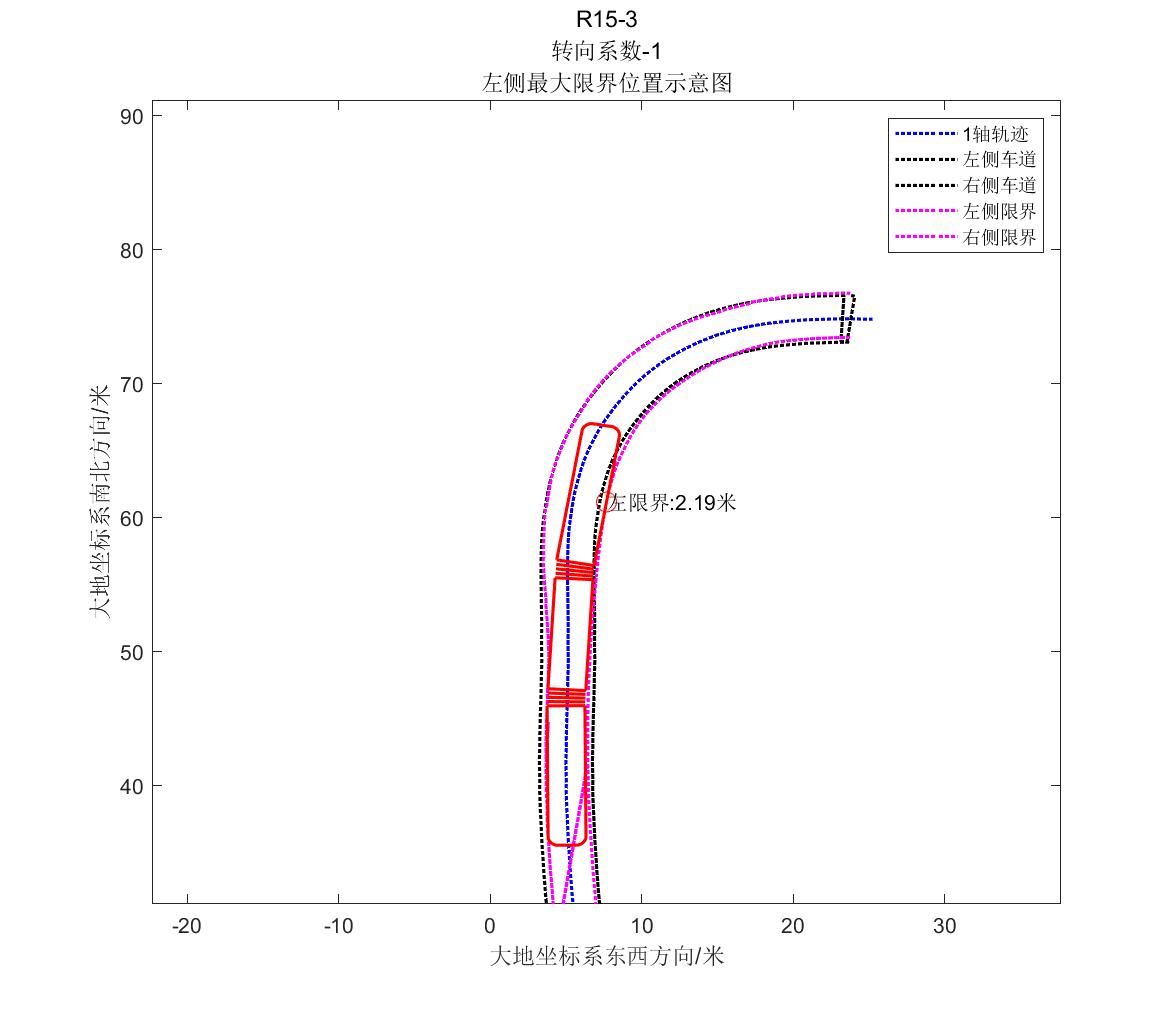 R15-3
转向系数-1
左侧最大限界位置示意图
90
80
70
60
50
40
-20
-10
0
10
20
30
大地坐标系南北方向/米
大地坐标系东西方向/米
1轴轨迹
左侧车道
右侧车道
左侧限界
右侧限界
左限界:2.19米